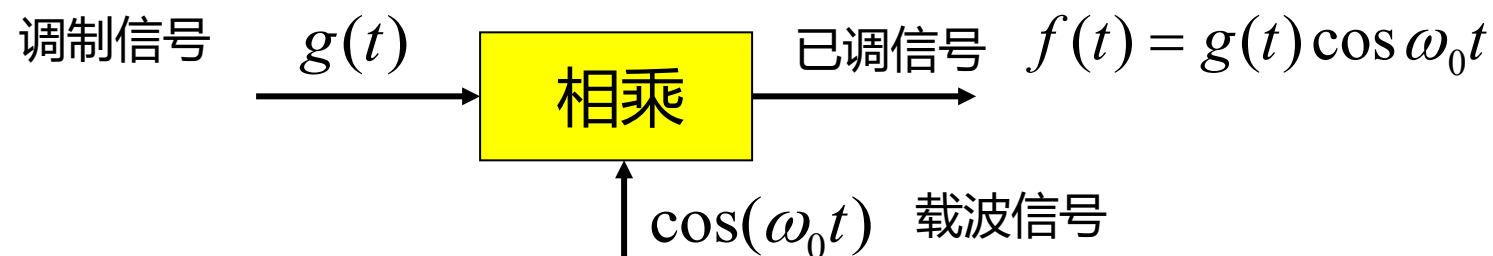 调制信号 g(t) 相乘 已调信号 f(t) = g(t) cos ω₀t
cos(ω₀t) 载波信号